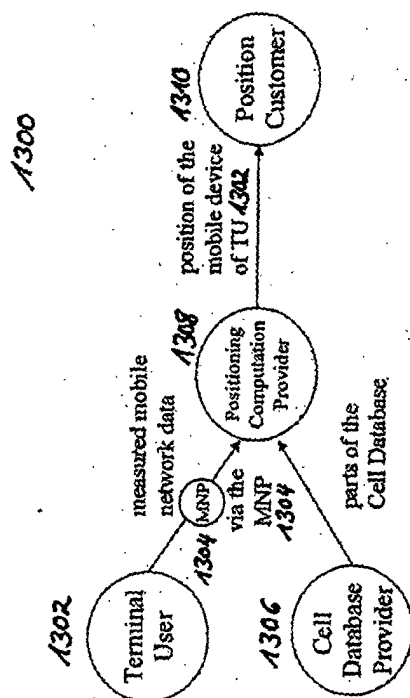 1300
1302
Terminal
User
measured mobile
network data
MNP
1304
via the
MNP
1304
1306
Cell
Database
Provider
parts of the
Cell Database
1308
Positioning
Computation
Provider
position of the
mobile device
of TU 1302
1310
Position
Customer